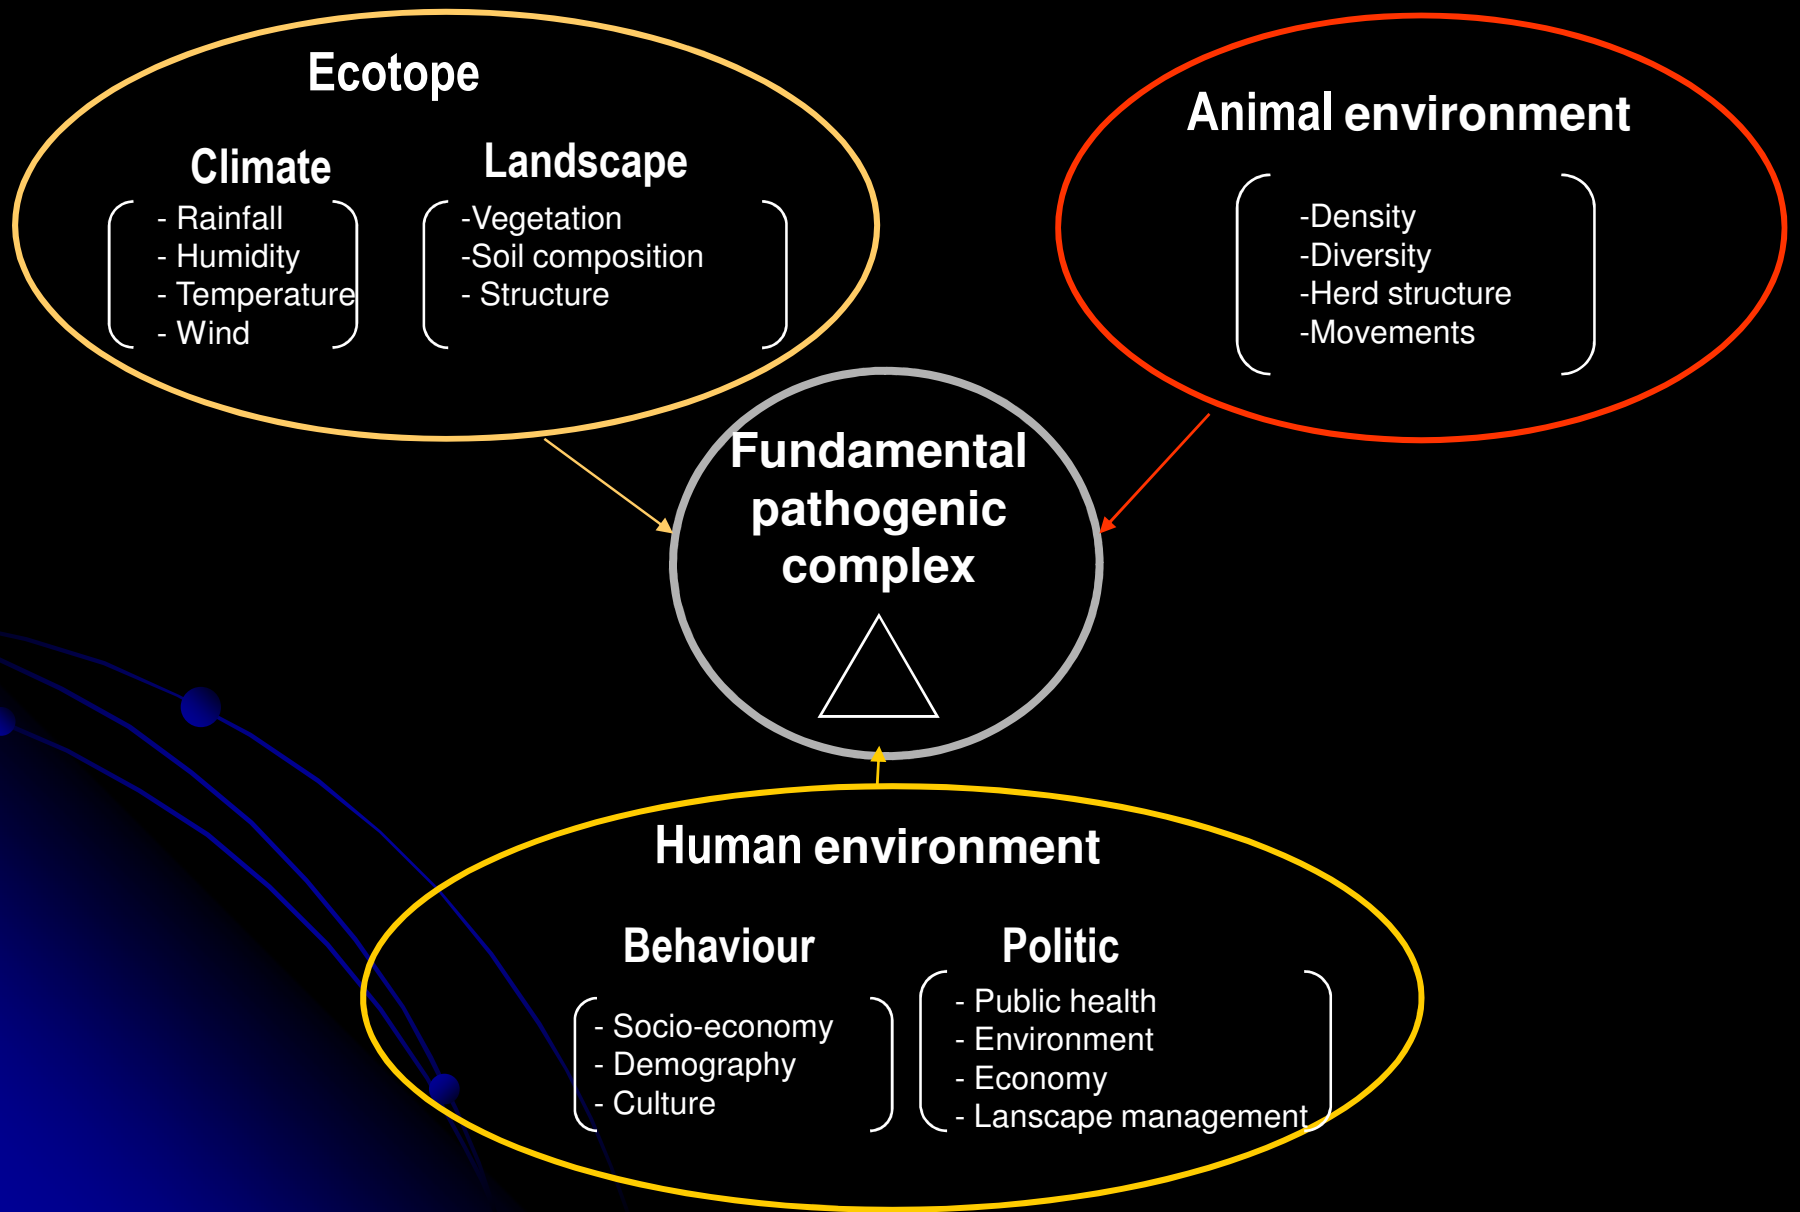 Ecotope
Climate
- Rainfall
- Humidity
- Temperature
- Wind
Landscape
-Vegetation
-Soil composition
- Structure
Animal environment
-Density
-Diversity
-Herd structure
-Movements
Fundamental
pathogenic
complex
Human environment
Behaviour
- Socio-economy
- Demography
- Culture
Politic
- Public health
- Environment
- Economy
- Lanscape management